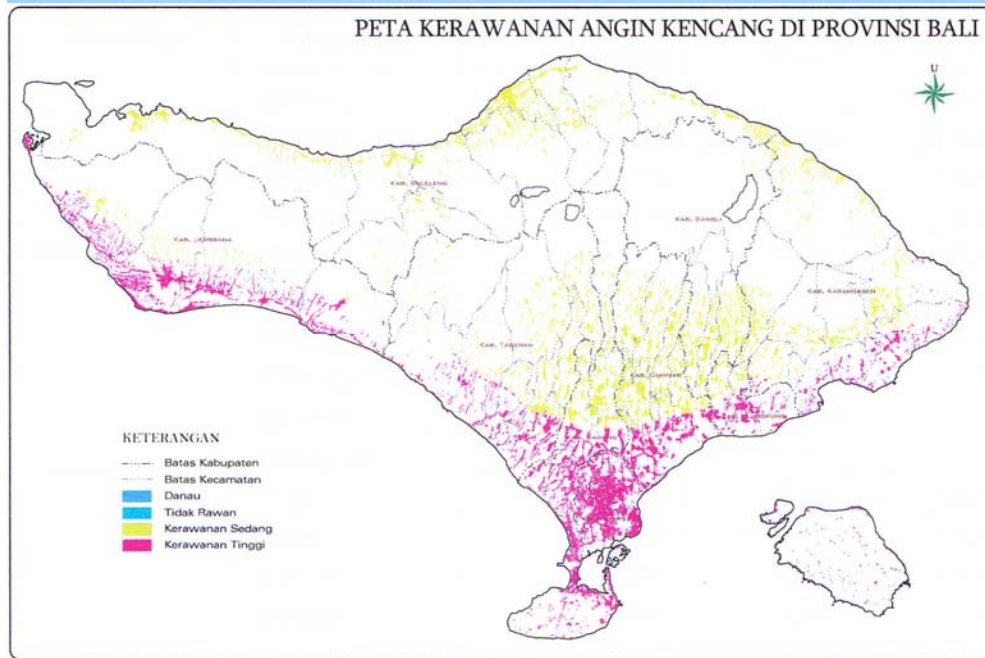 PETA KERAWANAN ANGIN KENCANG DI PROVINSI BALI
U
KAB. BULELENG
KAB. BANGLI
KAB. JEMBRANA
KAB. KARANGASEM
KAB. TABANAN
KAB. GIANYAR
KETERANGAN
Batas Kabupaten
Batas Kecamatan
Danau
Tidak Rawan
Kerawanan Sedang
Kerawanan Tinggi